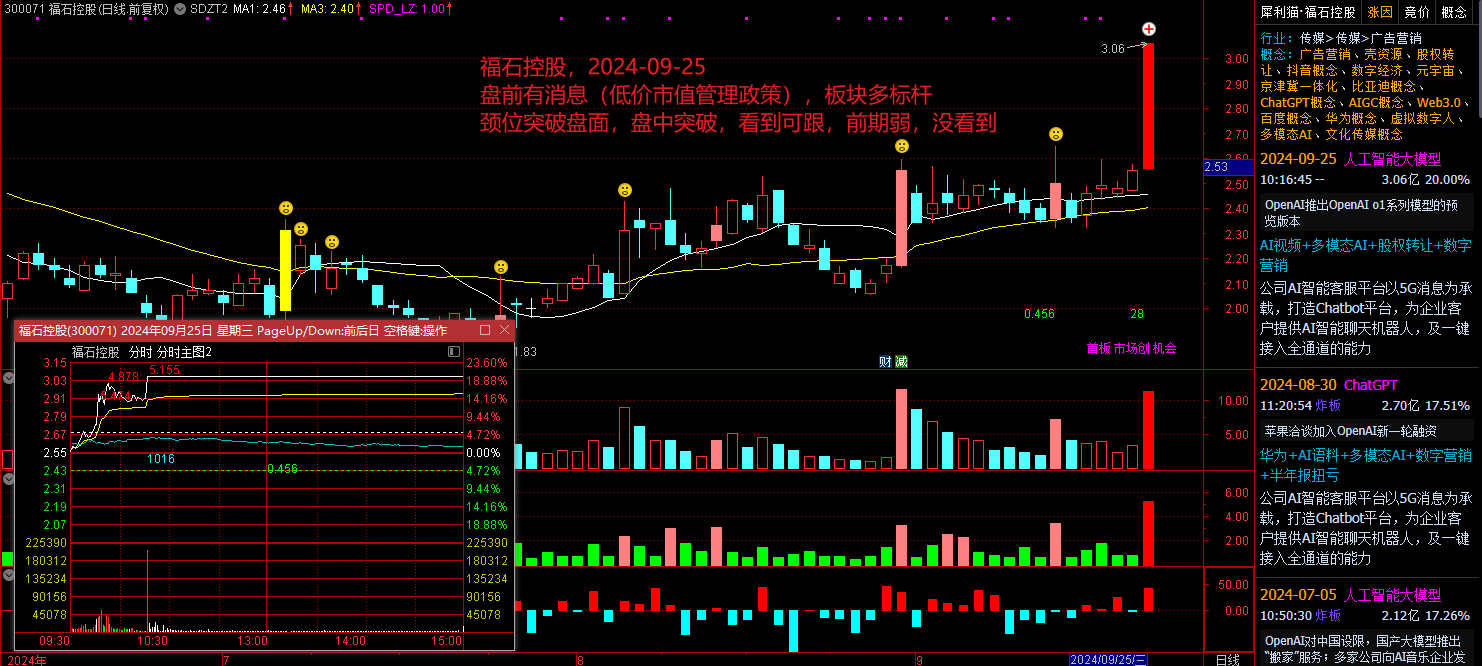 300071 福石控股(日线.前复权) SDZT2 MA1: 2.46↑ MA3: 2.40↑ SPD_LZ: 1.00↑
3.06
福石控股，2024-09-25
盘前有消息（低价市值管理政策），板块多标杆
颈位突破盘面，盘中突破，看到可跟，前期弱，没看到
3.00
2.90
2.80
2.70
2.60
2.53
2.50
2.40
2.30
2.20
2.10
2.00
0.456
28
首板 市场创 机会
1.83
财 减
10.00
5.00
6.00
4.00
2.00
50.00
0.00
福石控股(300071) 2024年09月25日 星期三 PageUp/Down:前后日 空格键:操作
福石控股 分时 分时主图2
3.15 23.60%
3.03 18.88%
2.91 14.16%
2.79 9.44%
2.67 4.72%
2.55 0.00%
2.43 4.72%
2.31 9.44%
2.19 14.16%
2.07 18.88%
4.878
5.155
1016
0.456
225390 225390
180312 180312
135234 135234
90156 90156
45078 45078
09:30 10:30 13:00 14:00 15:00
2024年 7 8 9 2024/09/25/三 日线
犀利猫·福石控股 涨因 竞价 概念
行业: 传媒>传媒>广告营销
概念: 广告营销、壳资源、股权转
让、抖音概念、数字经济、元宇宙、
京津冀一体化、比亚迪概念、
ChatGPT概念、AIGC概念、Web3.0、
百度概念、华为概念、虚拟数字人、
多模态AI、文化传媒概念
2024-09-25 人工智能大模型
10:16:45 -- 3.06亿 20.00%
OpenAI推出OpenAI o1系列模型的预
览版本
AI视频+多模态AI+股权转让+数字
营销
公司AI智能客服平台以5G消息为承
载，打造Chatbot平台，为企业客
户提供AI智能聊天机器人，及一键
接入全通道的能力
2024-08-30 ChatGPT
11:20:54 炸板 2.70亿 17.51%
苹果洽谈加入OpenAI新一轮融资
华为+AI语料+多模态AI+数字营销
+半年报扭亏
公司AI智能客服平台以5G消息为承
载，打造Chatbot平台，为企业客
户提供AI智能聊天机器人，及一键
接入全通道的能力
2024-07-05 人工智能大模型
10:50:30 炸板 2.12亿 17.26%
OpenAI对中国设限，国产大模型推出
“搬家”服务；多家公司向AI音乐企业发